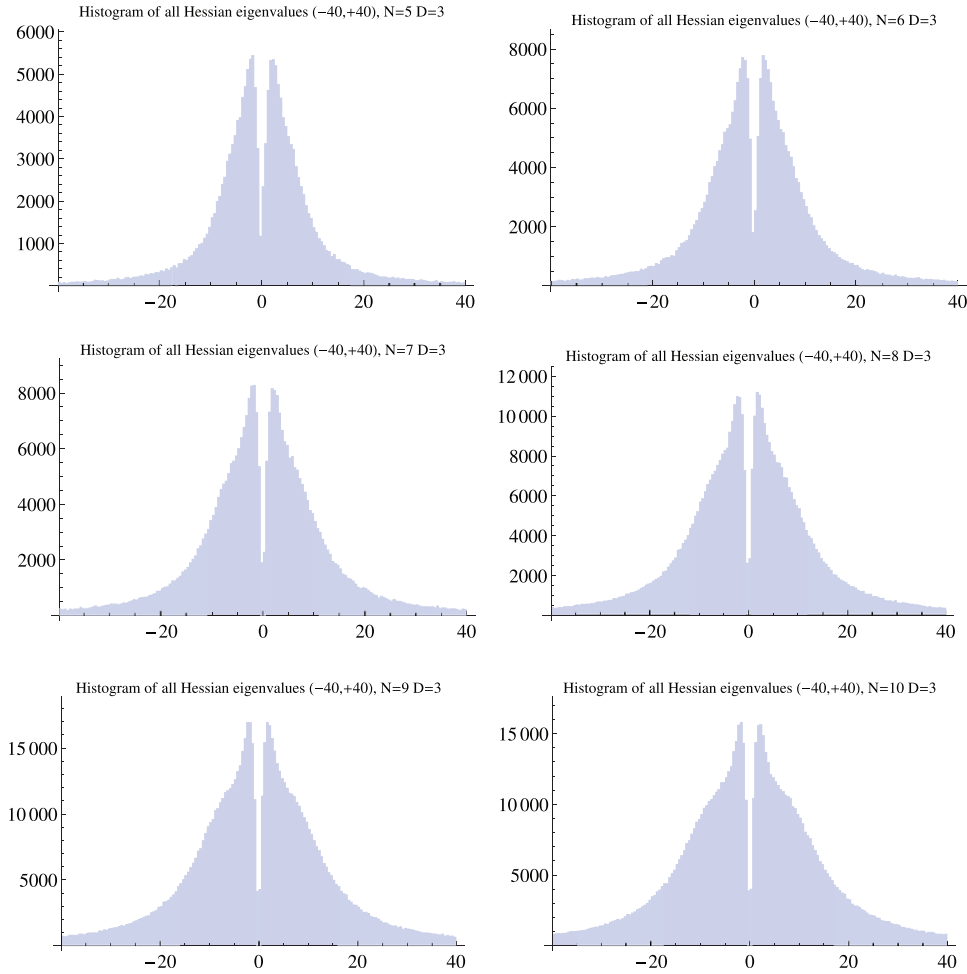 Histogram of all Hessian eigenvalues (−40,+40), N=5 D=3
6000
5000
4000
3000
2000
1000
−20 0 20 40
Histogram of all Hessian eigenvalues (−40,+40), N=6 D=3
8000
6000
4000
2000
−20 0 20 40
Histogram of all Hessian eigenvalues (−40,+40), N=7 D=3
8000
6000
4000
2000
−20 0 20 40
Histogram of all Hessian eigenvalues (−40,+40), N=8 D=3
12 000
10 000
8000
6000
4000
2000
−20 0 20 40
Histogram of all Hessian eigenvalues (−40,+40), N=9 D=3
15 000
10 000
5000
−20 0 20 40
Histogram of all Hessian eigenvalues (−40,+40), N=10 D=3
15 000
10 000
5000
−20 0 20 40